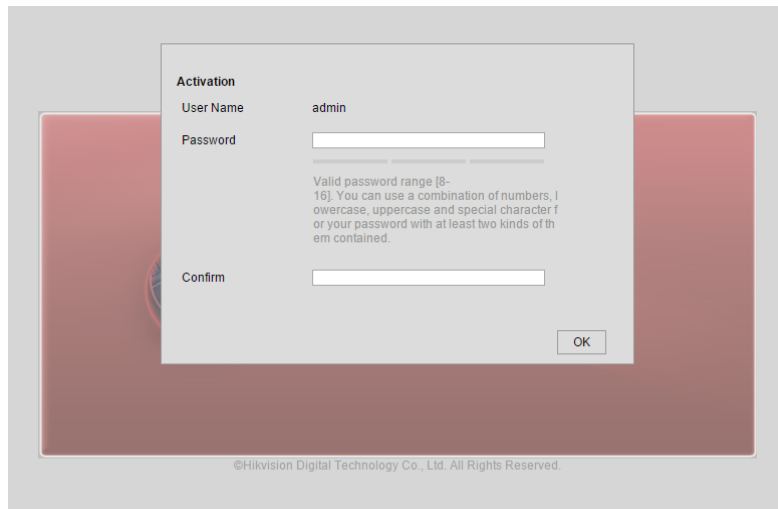 Activation
User Name admin
Password
Valid password range [8-
16]. You can use a combination of numbers, l
owercase, uppercase and special character f
or your password with at least two kinds of th
em contained.
Confirm
OK
©Hikvision Digital Technology Co., Ltd. All Rights Reserved.